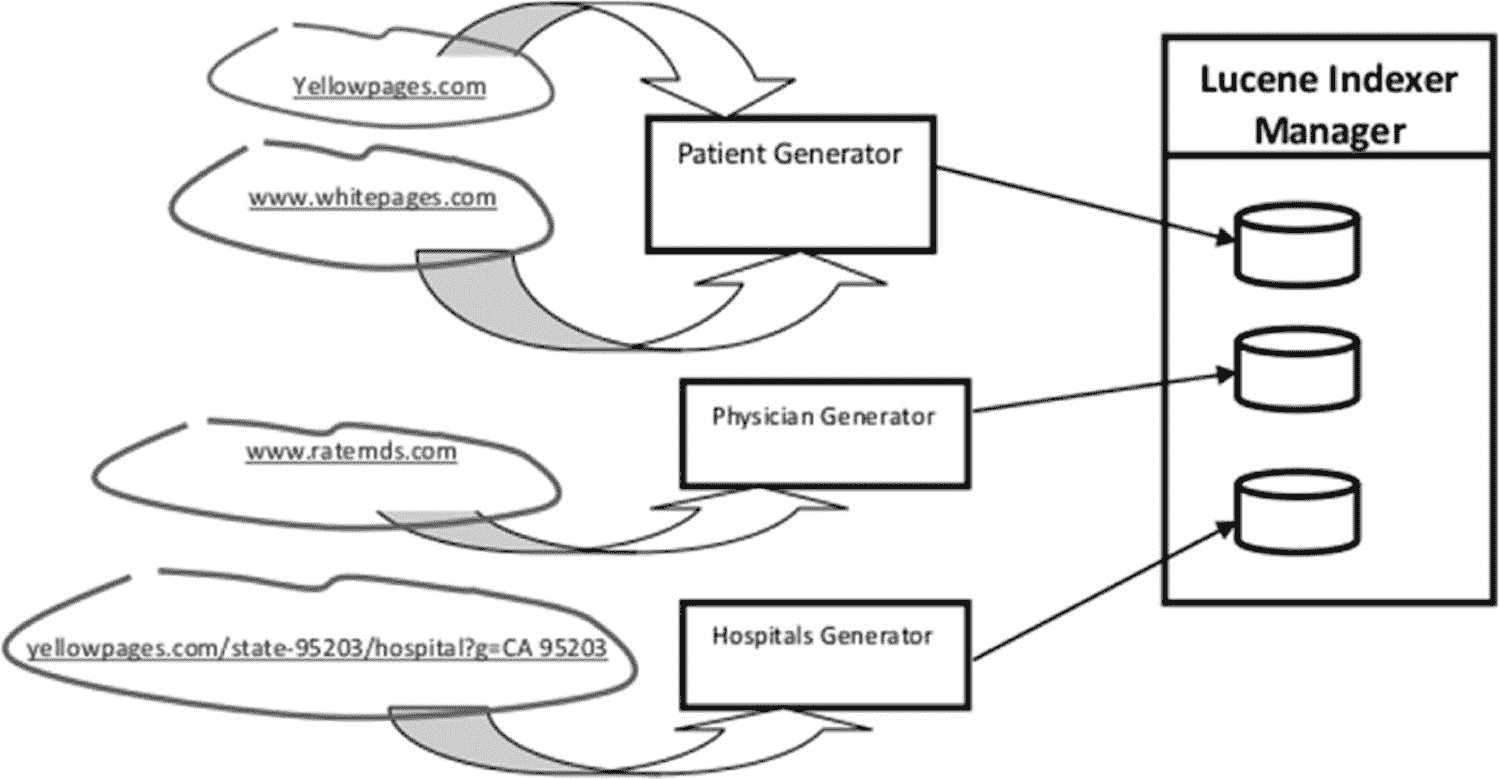 Yellowpages.com
www.whitepages.com
Patient Generator
Lucene Indexer
Manager
www.ratemds.com
Physician Generator
yellowpages.com/state-95203/hospital?g=CA 95203
Hospitals Generator